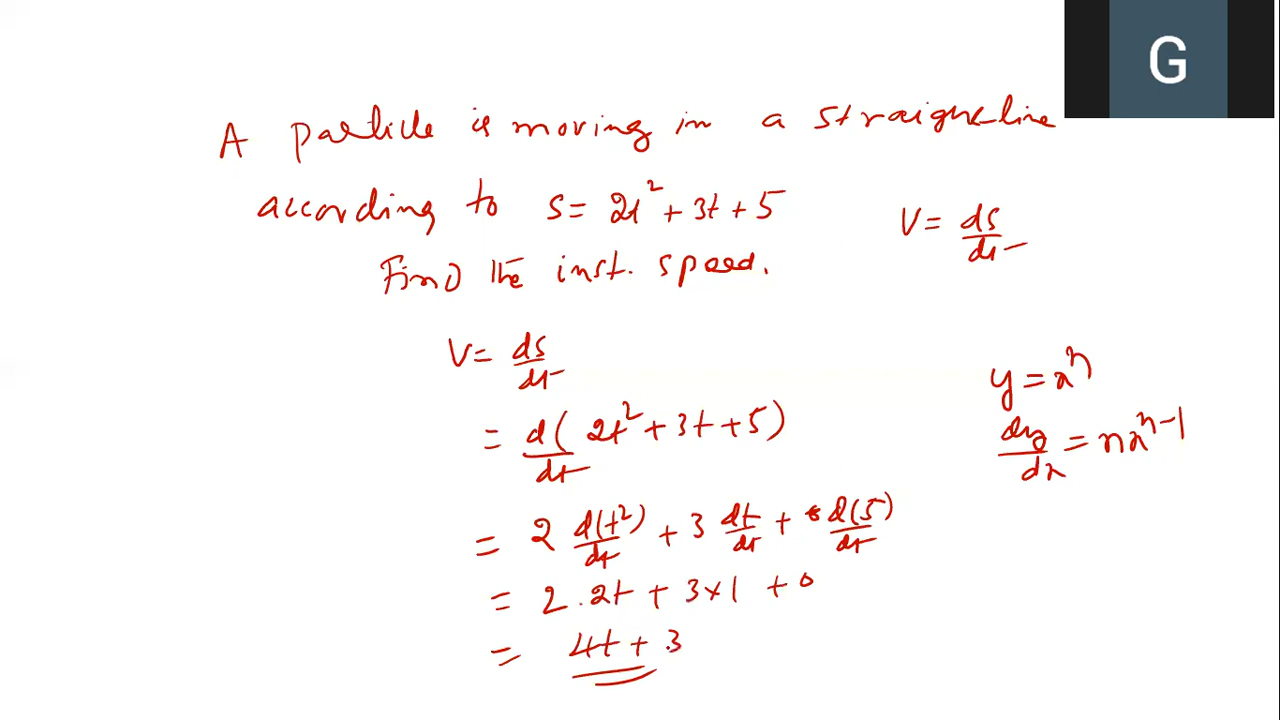 G
A particle is moving in a straight line
according to s = 2t² + 3t + 5
V = ds/dt
Find the inst. speed.
V = ds/dt
= d/dt (2t² + 3t + 5)
y = xⁿ
dy/dx = nxⁿ⁻¹
= 2 d(t²)/dt + 3 dt/dt + d(5)/dt
= 2.2t + 3×1 + 0
= 4t + 3